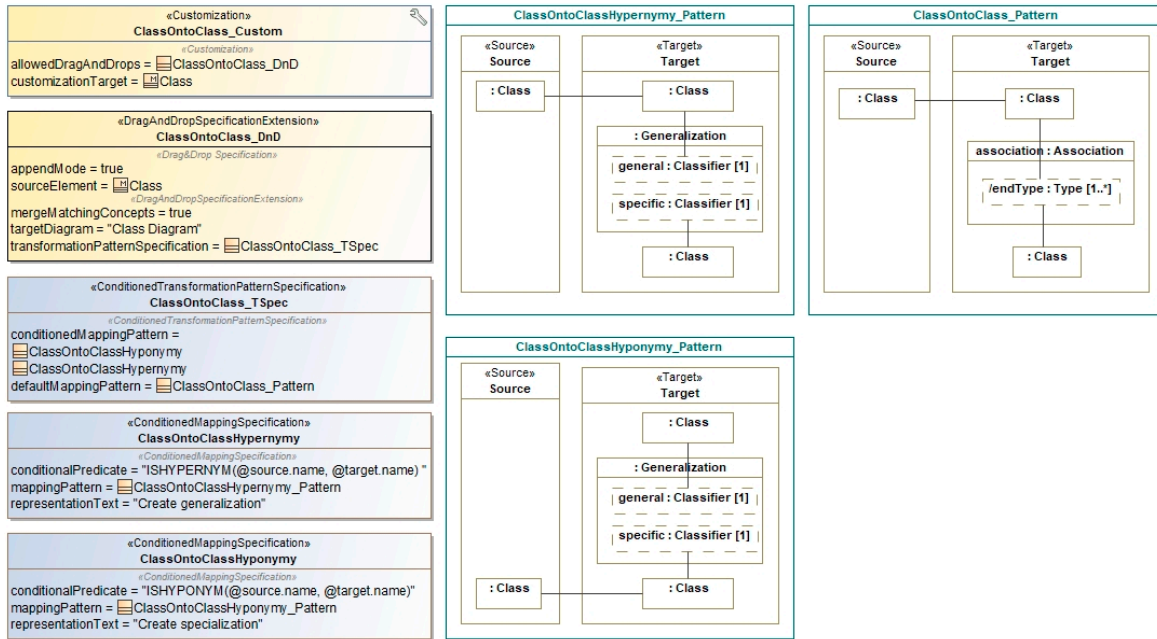 «Customization»
ClassOntoClass_Custom
«Customization»
allowedDragAndDrops = ClassOntoClass_DnD
customizationTarget = M Class
«DragAndDropSpecificationExtension»
ClassOntoClass_DnD
«Drag&Drop Specification»
appendMode = true
sourceElement = M Class
«DragAndDropSpecificationExtension»
mergeMatchingConcepts = true
targetDiagram = "Class Diagram"
transformationPatternSpecification = ClassOntoClass_TSpec
«ConditionedTransformationPatternSpecification»
ClassOntoClass_TSpec
«ConditionedTransformationPatternSpecification»
conditionedMappingPattern =
ClassOntoClassHyponymy
ClassOntoClassHypernymy
defaultMappingPattern = ClassOntoClass_Pattern
«ConditionedMappingSpecification»
ClassOntoClassHypernymy
«ConditionedMappingSpecification»
conditionalPredicate = "ISHYPERNYM(@source.name, @target.name) "
mappingPattern = ClassOntoClassHypernymy_Pattern
representationText = "Create generalization"
«ConditionedMappingSpecification»
ClassOntoClassHyponymy
«ConditionedMappingSpecification»
conditionalPredicate = "ISHYPONYM(@source.name, @target.name)"
mappingPattern = ClassOntoClassHyponymy_Pattern
representationText = "Create specialization"
ClassOntoClassHypernymy_Pattern
«Source»
Source
: Class
«Target»
Target
: Class
: Generalization
general : Classifier [1]
specific : Classifier [1]
: Class
ClassOntoClassHyponymy_Pattern
«Source»
Source
: Class
«Target»
Target
: Class
: Generalization
general : Classifier [1]
specific : Classifier [1]
: Class
ClassOntoClass_Pattern
«Source»
Source
: Class
«Target»
Target
: Class
association : Association
/endType : Type [1..*]
: Class